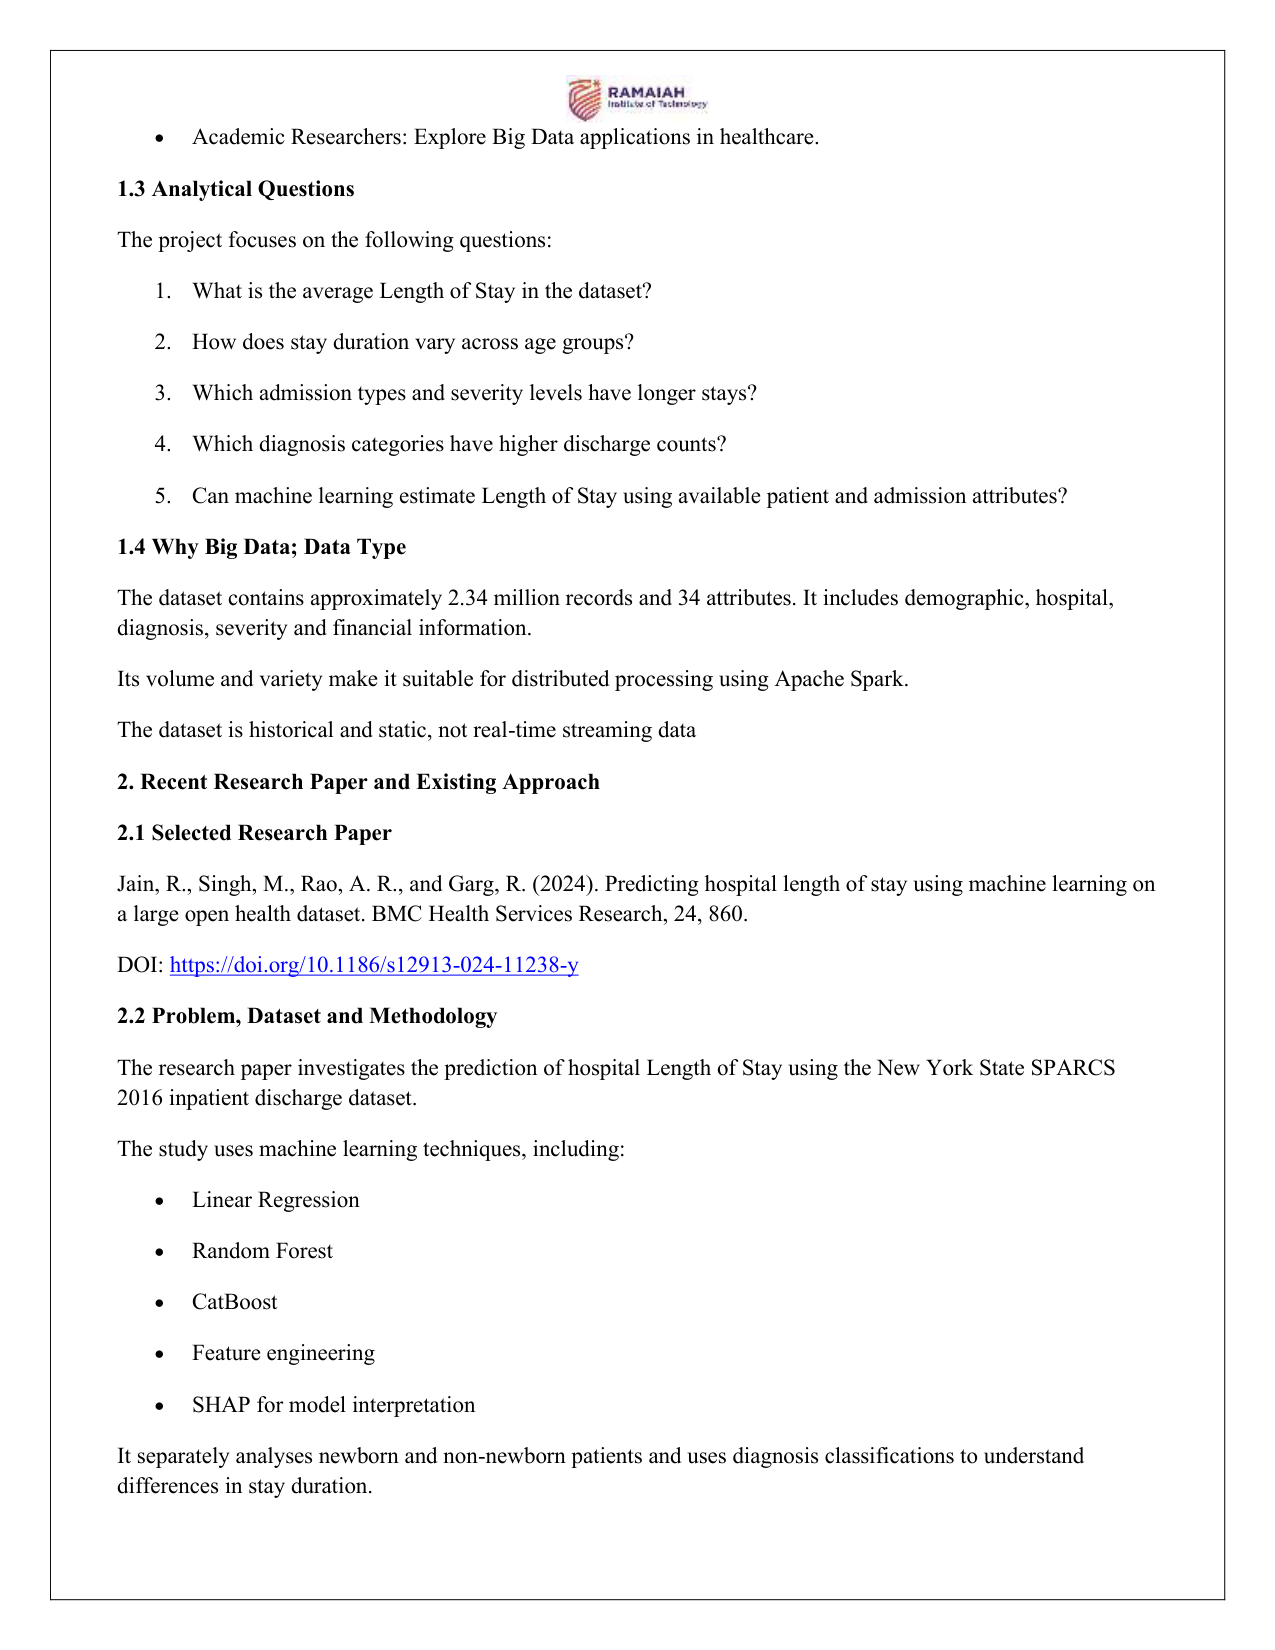 RAMAIAH
Institute of Technology
• Academic Researchers: Explore Big Data applications in healthcare.
1.3 Analytical Questions
The project focuses on the following questions:
1. What is the average Length of Stay in the dataset?
2. How does stay duration vary across age groups?
3. Which admission types and severity levels have longer stays?
4. Which diagnosis categories have higher discharge counts?
5. Can machine learning estimate Length of Stay using available patient and admission attributes?
1.4 Why Big Data; Data Type
The dataset contains approximately 2.34 million records and 34 attributes. It includes demographic, hospital,
diagnosis, severity and financial information.
Its volume and variety make it suitable for distributed processing using Apache Spark.
The dataset is historical and static, not real-time streaming data
2. Recent Research Paper and Existing Approach
2.1 Selected Research Paper
Jain, R., Singh, M., Rao, A. R., and Garg, R. (2024). Predicting hospital length of stay using machine learning on
a large open health dataset. BMC Health Services Research, 24, 860.
DOI: https://doi.org/10.1186/s12913-024-11238-y
2.2 Problem, Dataset and Methodology
The research paper investigates the prediction of hospital Length of Stay using the New York State SPARCS
2016 inpatient discharge dataset.
The study uses machine learning techniques, including:
• Linear Regression
• Random Forest
• CatBoost
• Feature engineering
• SHAP for model interpretation
It separately analyses newborn and non-newborn patients and uses diagnosis classifications to understand
differences in stay duration.